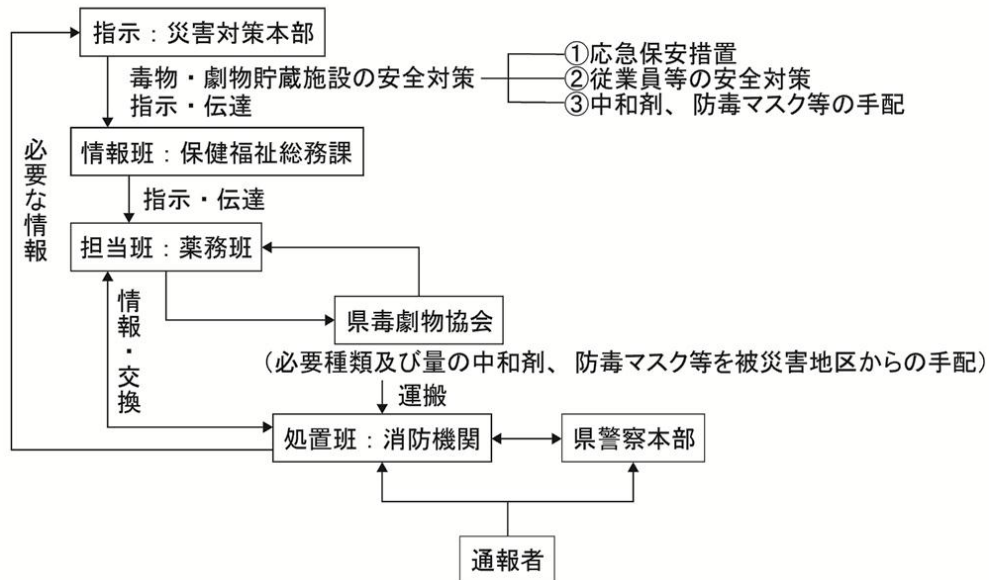 指示：災害対策本部
毒物・劇物貯蔵施設の安全対策
指示・伝達
①応急保安措置
②従業員等の安全対策
③中和剤、防毒マスク等の手配
情報班：保健福祉総務課
指示・伝達
必要な情報
担当班：薬務班
情報・交換
県毒劇物協会
（必要種類及び量の中和剤、防毒マスク等を被災害地区からの手配）
運搬
処置班：消防機関
県警察本部
通報者